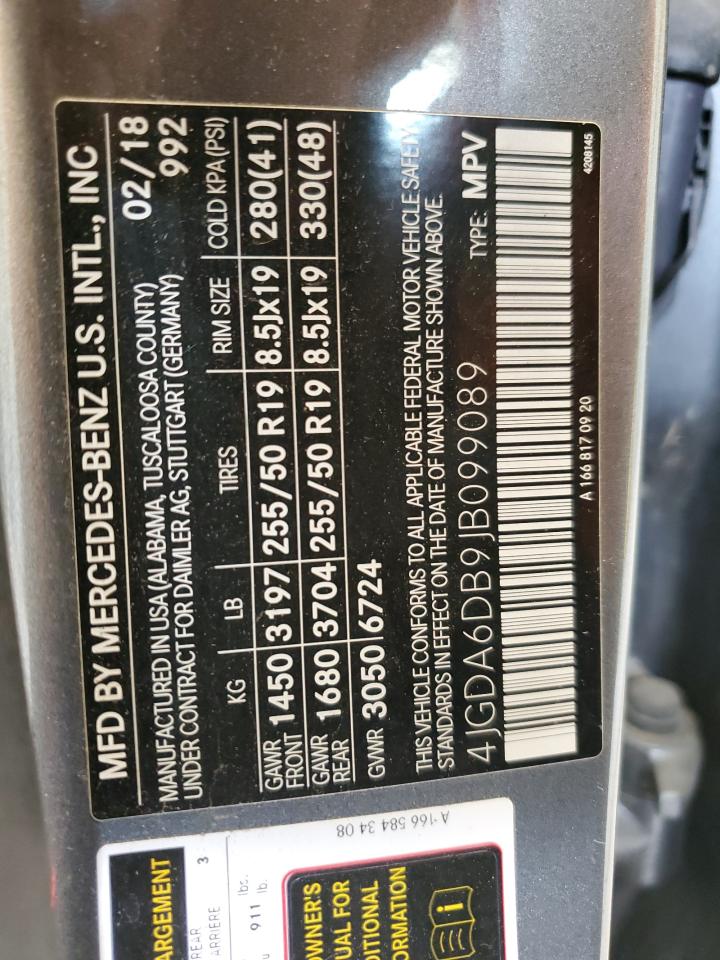 MFD BY MERCEDES-BENZ U.S. INTL., INC
02/18
MANUFACTURED IN USA (ALABAMA, TUSCALOOSA COUNTY)
UNDER CONTRACT FOR DAIMLER AG, STUTTGART (GERMANY)
992
KG LB TIRES RIM SIZE COLD KPA (PSI)
GAWR FRONT 1450 3197 255/50 R19 8.5Jx19 280(41)
GAWR REAR 1680 3704 255/50 R19 8.5Jx19 330(48)
GVWR 3050 6724
THIS VEHICLE CONFORMS TO ALL APPLICABLE FEDERAL MOTOR VEHICLE SAFETY
STANDARDS IN EFFECT ON THE DATE OF MANUFACTURE SHOWN ABOVE.
4JGDA6DB9JB099089 TYPE: MPV
A 166 817 09 20
4208145
A-166 584 34 08
ARGEMENT
REAR 3
ARRIERE
911 lbs.
lb.
OWNER'S
UAL FOR
DITIONAL
ORMATION
i